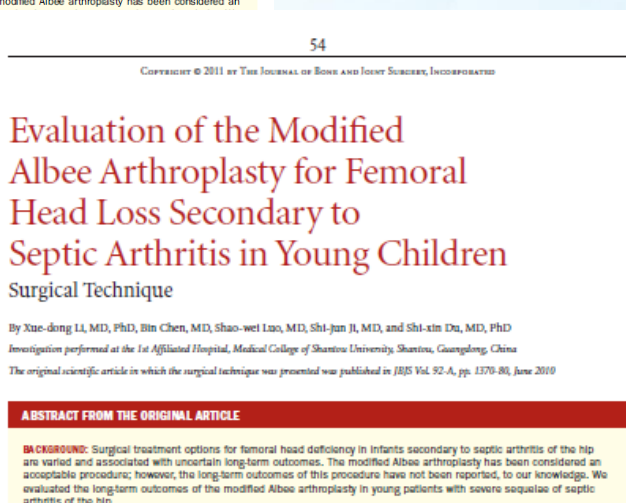 modified Albee arthroplasty has been considered an
54
COPYRIGHT © 2011 BY THE JOURNAL OF BONE AND JOINT SURGERY, INCORPORATED
Evaluation of the Modified
Albee Arthroplasty for Femoral
Head Loss Secondary to
Septic Arthritis in Young Children
Surgical Technique
By Xue-dong Li, MD, PhD, Bin Chen, MD, Shao-wei Luo, MD, Shi-jun Ji, MD, and Shi-xin Du, MD, PhD
Investigation performed at the 1st Affiliated Hospital, Medical College of Shantou University, Shantou, Guangdong, China
The original scientific article in which the surgical technique was presented was published in JBJS Vol. 92-A, pp. 1370-80, June 2010
ABSTRACT FROM THE ORIGINAL ARTICLE
BACKGROUND: Surgical treatment options for femoral head deficiency in infants secondary to septic arthritis of the hip
are varied and associated with uncertain long-term outcomes. The modified Albee arthroplasty has been considered an
acceptable procedure; however, the long-term outcomes of this procedure have not been reported, to our knowledge. We
evaluated the long-term outcomes of the modified Albee arthroplasty in young patients with severe sequelae of septic
arthritis of the hip.